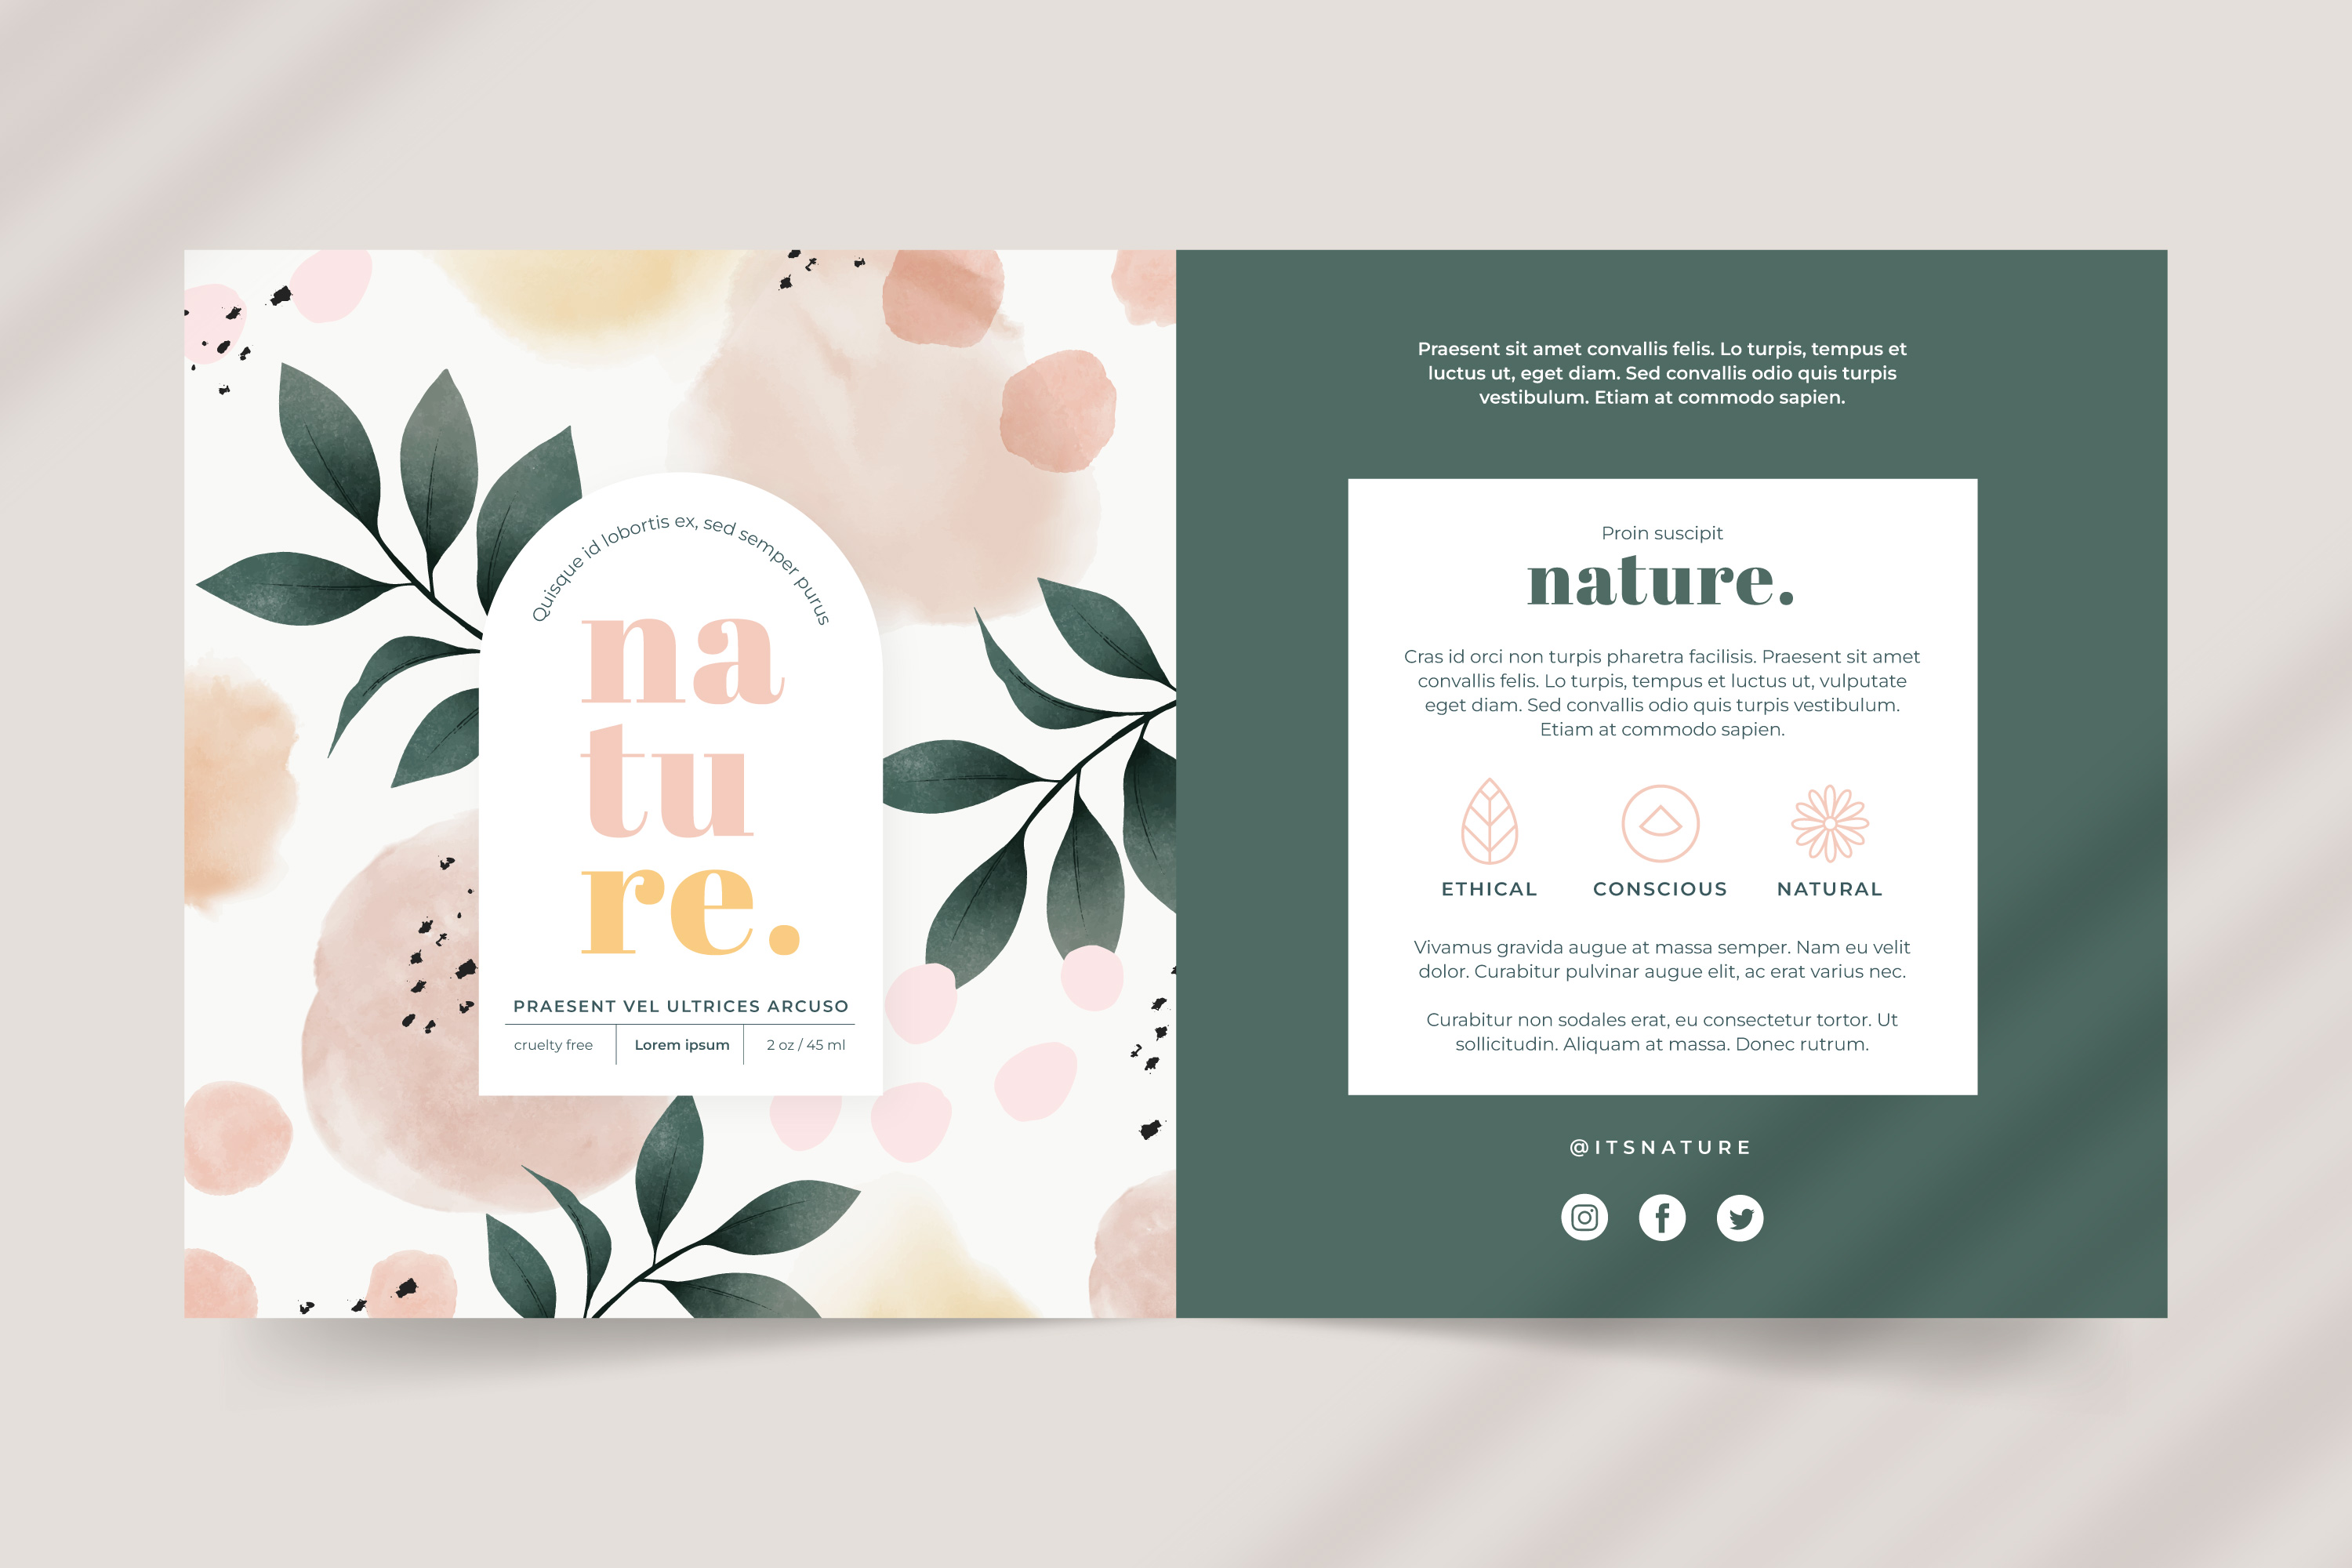 Quisque id lobortis ex, sed semper purus
na
tu
re.
PRAESENT VEL ULTRICES ARCUSO
cruelty free Lorem ipsum 2 oz / 45 ml
Praesent sit amet convallis felis. Lo turpis, tempus et
luctus ut, eget diam. Sed convallis odio quis turpis
vestibulum. Etiam at commodo sapien.
Proin suscipit
nature.
Cras id orci non turpis pharetra facilisis. Praesent sit amet
convallis felis. Lo turpis, tempus et luctus ut, vulputate
eget diam. Sed convallis odio quis turpis vestibulum.
Etiam at commodo sapien.
ETHICAL CONSCIOUS NATURAL
Vivamus gravida augue at massa semper. Nam eu velit
dolor. Curabitur pulvinar augue elit, ac erat varius nec.
Curabitur non sodales erat, eu consectetur tortor. Ut
sollicitudin. Aliquam at massa. Donec rutrum.
@ITSNATURE